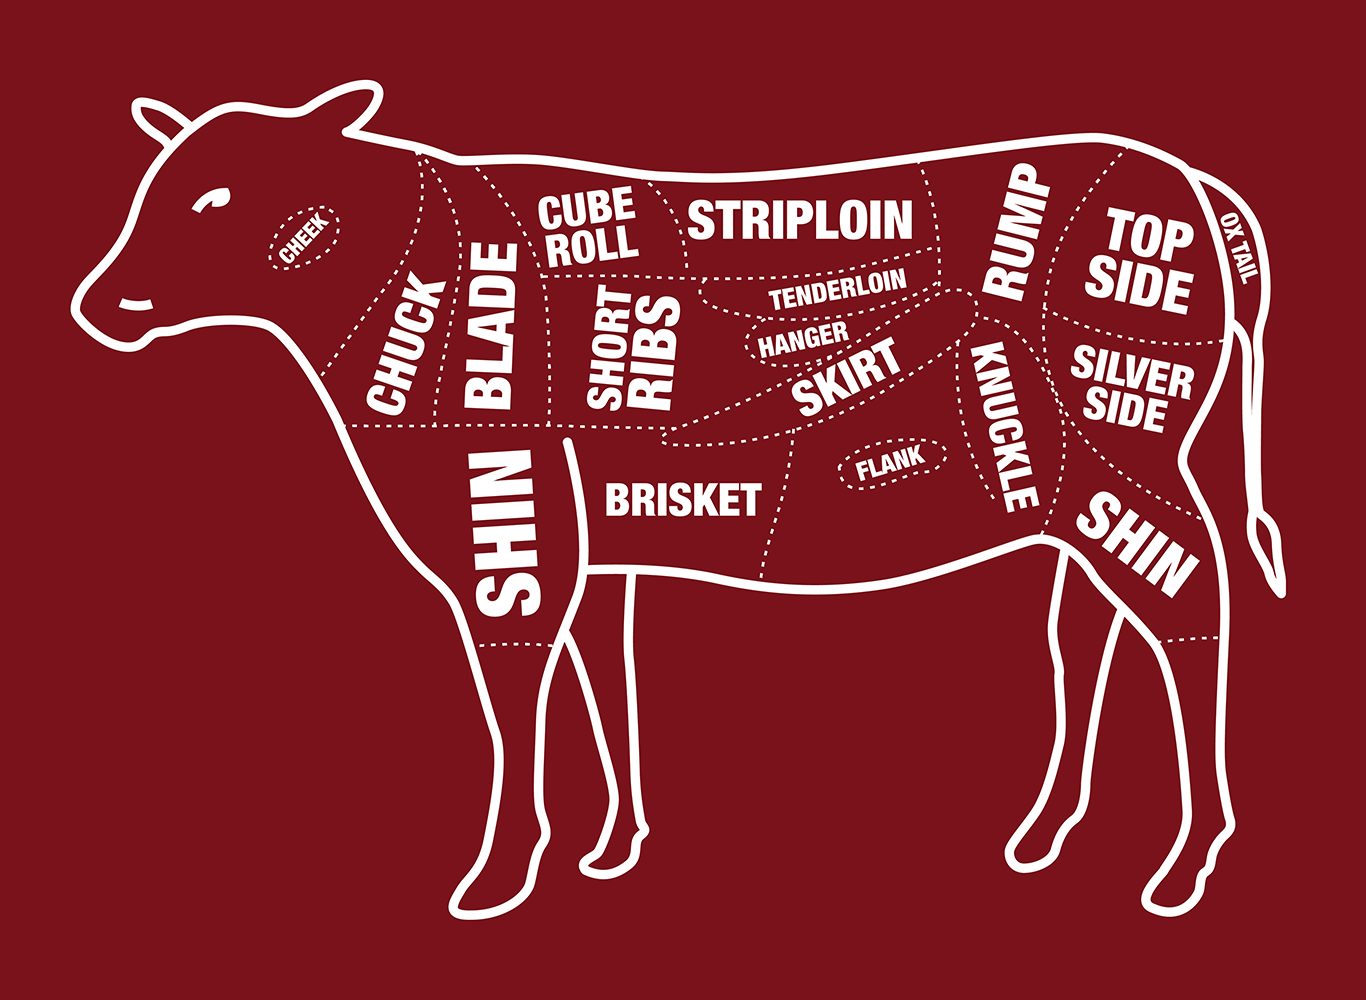 CHEEK
CHUCK
BLADE
CUBE
ROLL
STRIPLOIN
RUMP
TOP
SIDE
OX TAIL
SHORT
RIBS
TENDERLOIN
HANGER
SKIRT
KNUCKLE
SILVER
SIDE
SHIN
BRISKET
FLANK
SHIN